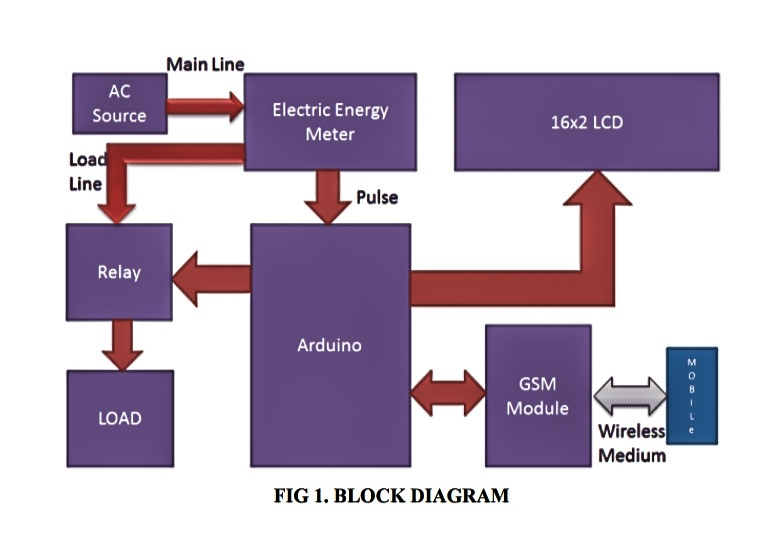 Main Line
AC
Source
Electric Energy
Meter
16x2 LCD
Load
Line
Pulse
Relay
Arduino
LOAD
GSM
Module
Wireless
Medium
M
O
B
I
L
e
FIG 1. BLOCK DIAGRAM